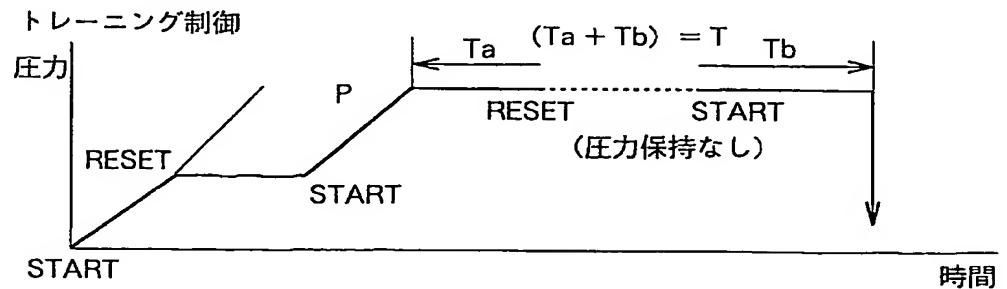 トレーニング制御
圧力
Ta (Ta + Tb) = T Tb
P
RESET START
(圧力保持なし)
RESET
START
START
時間